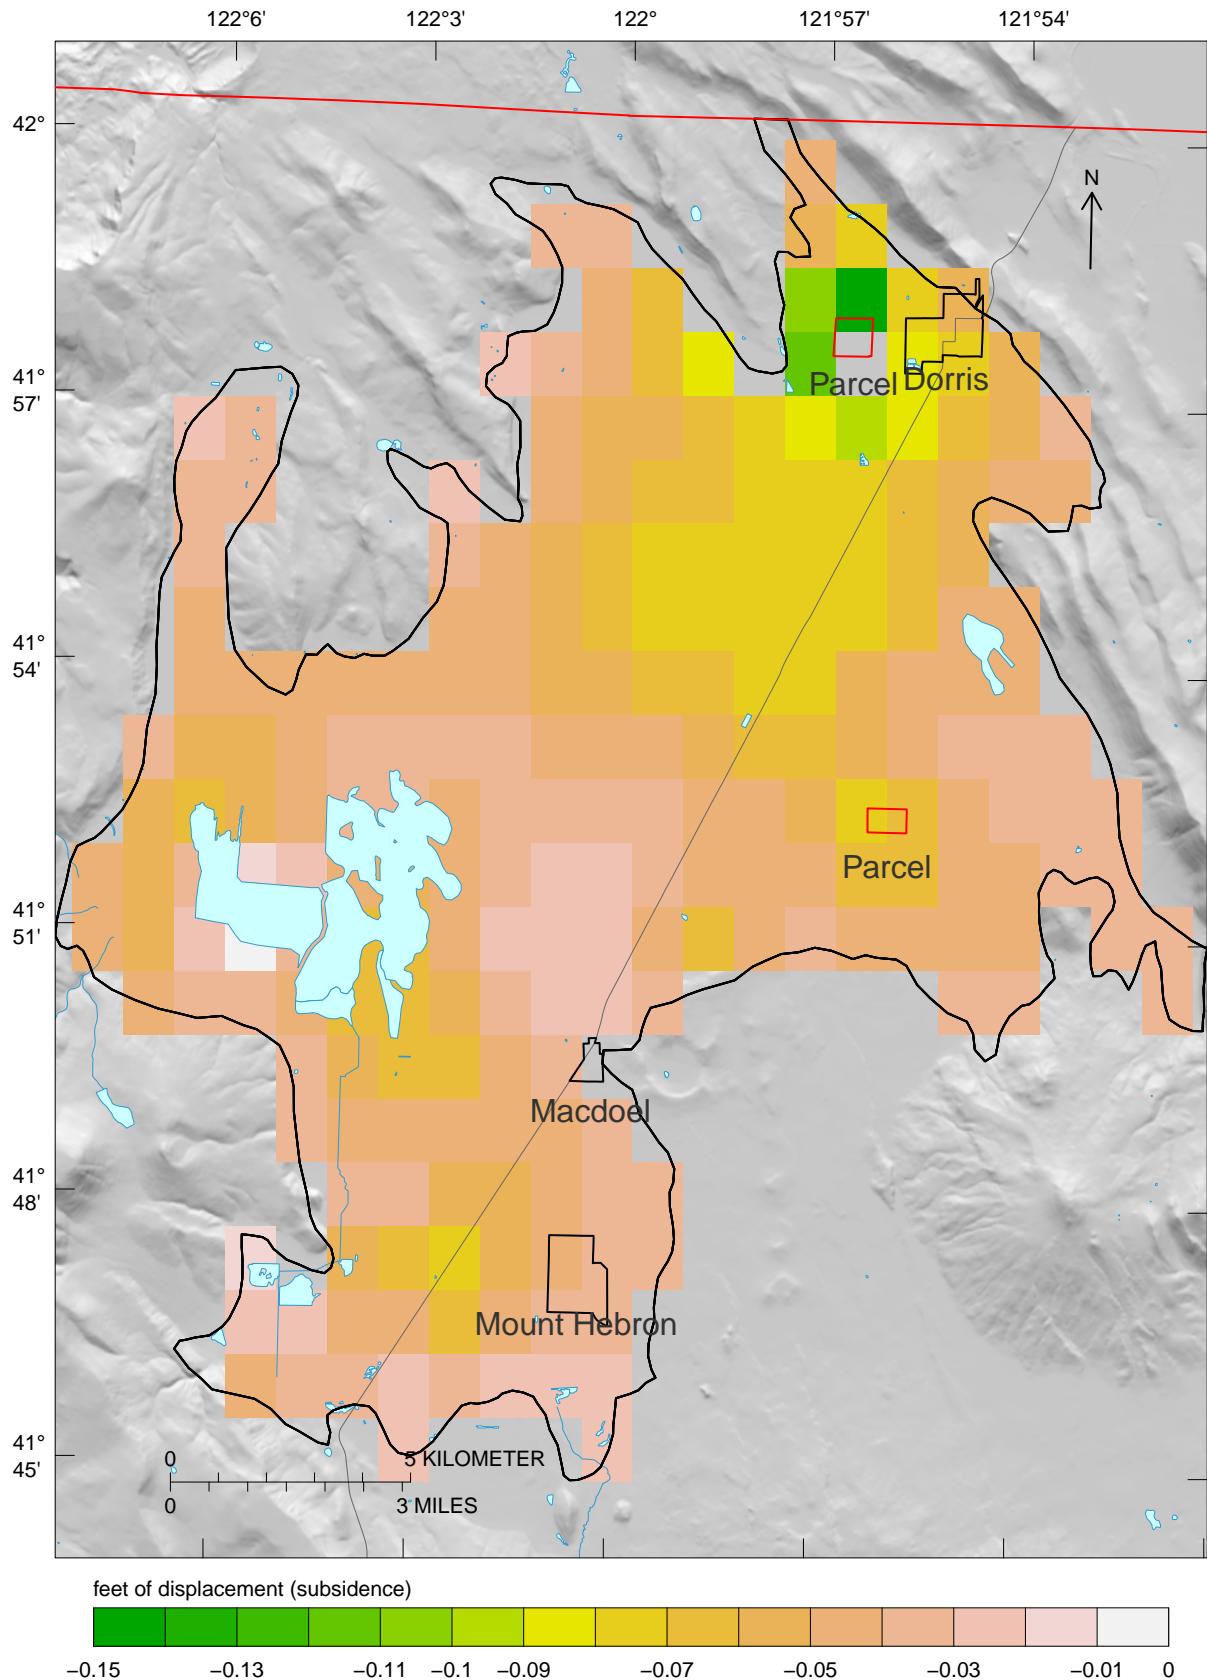 122°6' 122°3' 122° 121°57' 121°54'
42°
N
41°
57'
Parcel Dorris
41°
54'
Parcel
41°
51'
Macdoel
41°
48'
Mount Hebron
41°
45'
0 5 KILOMETER
0 3 MILES
feet of displacement (subsidence)
−0.15 −0.13 −0.11 −0.1 −0.09 −0.07 −0.05 −0.03 −0.01 0